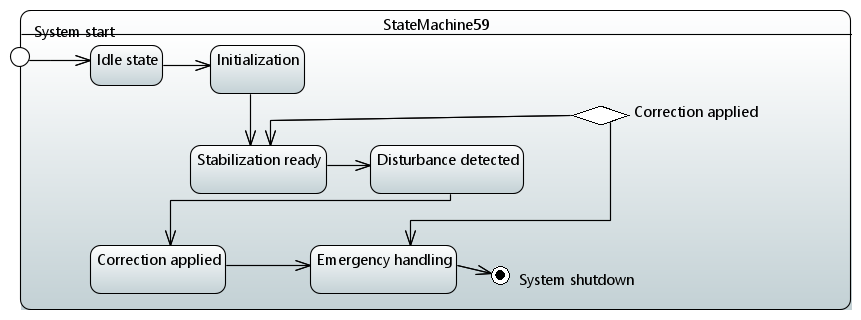 StateMachine59
System start
Idle state
Initialization
Correction applied
Stabilization ready
Disturbance detected
Correction applied
Emergency handling
System shutdown